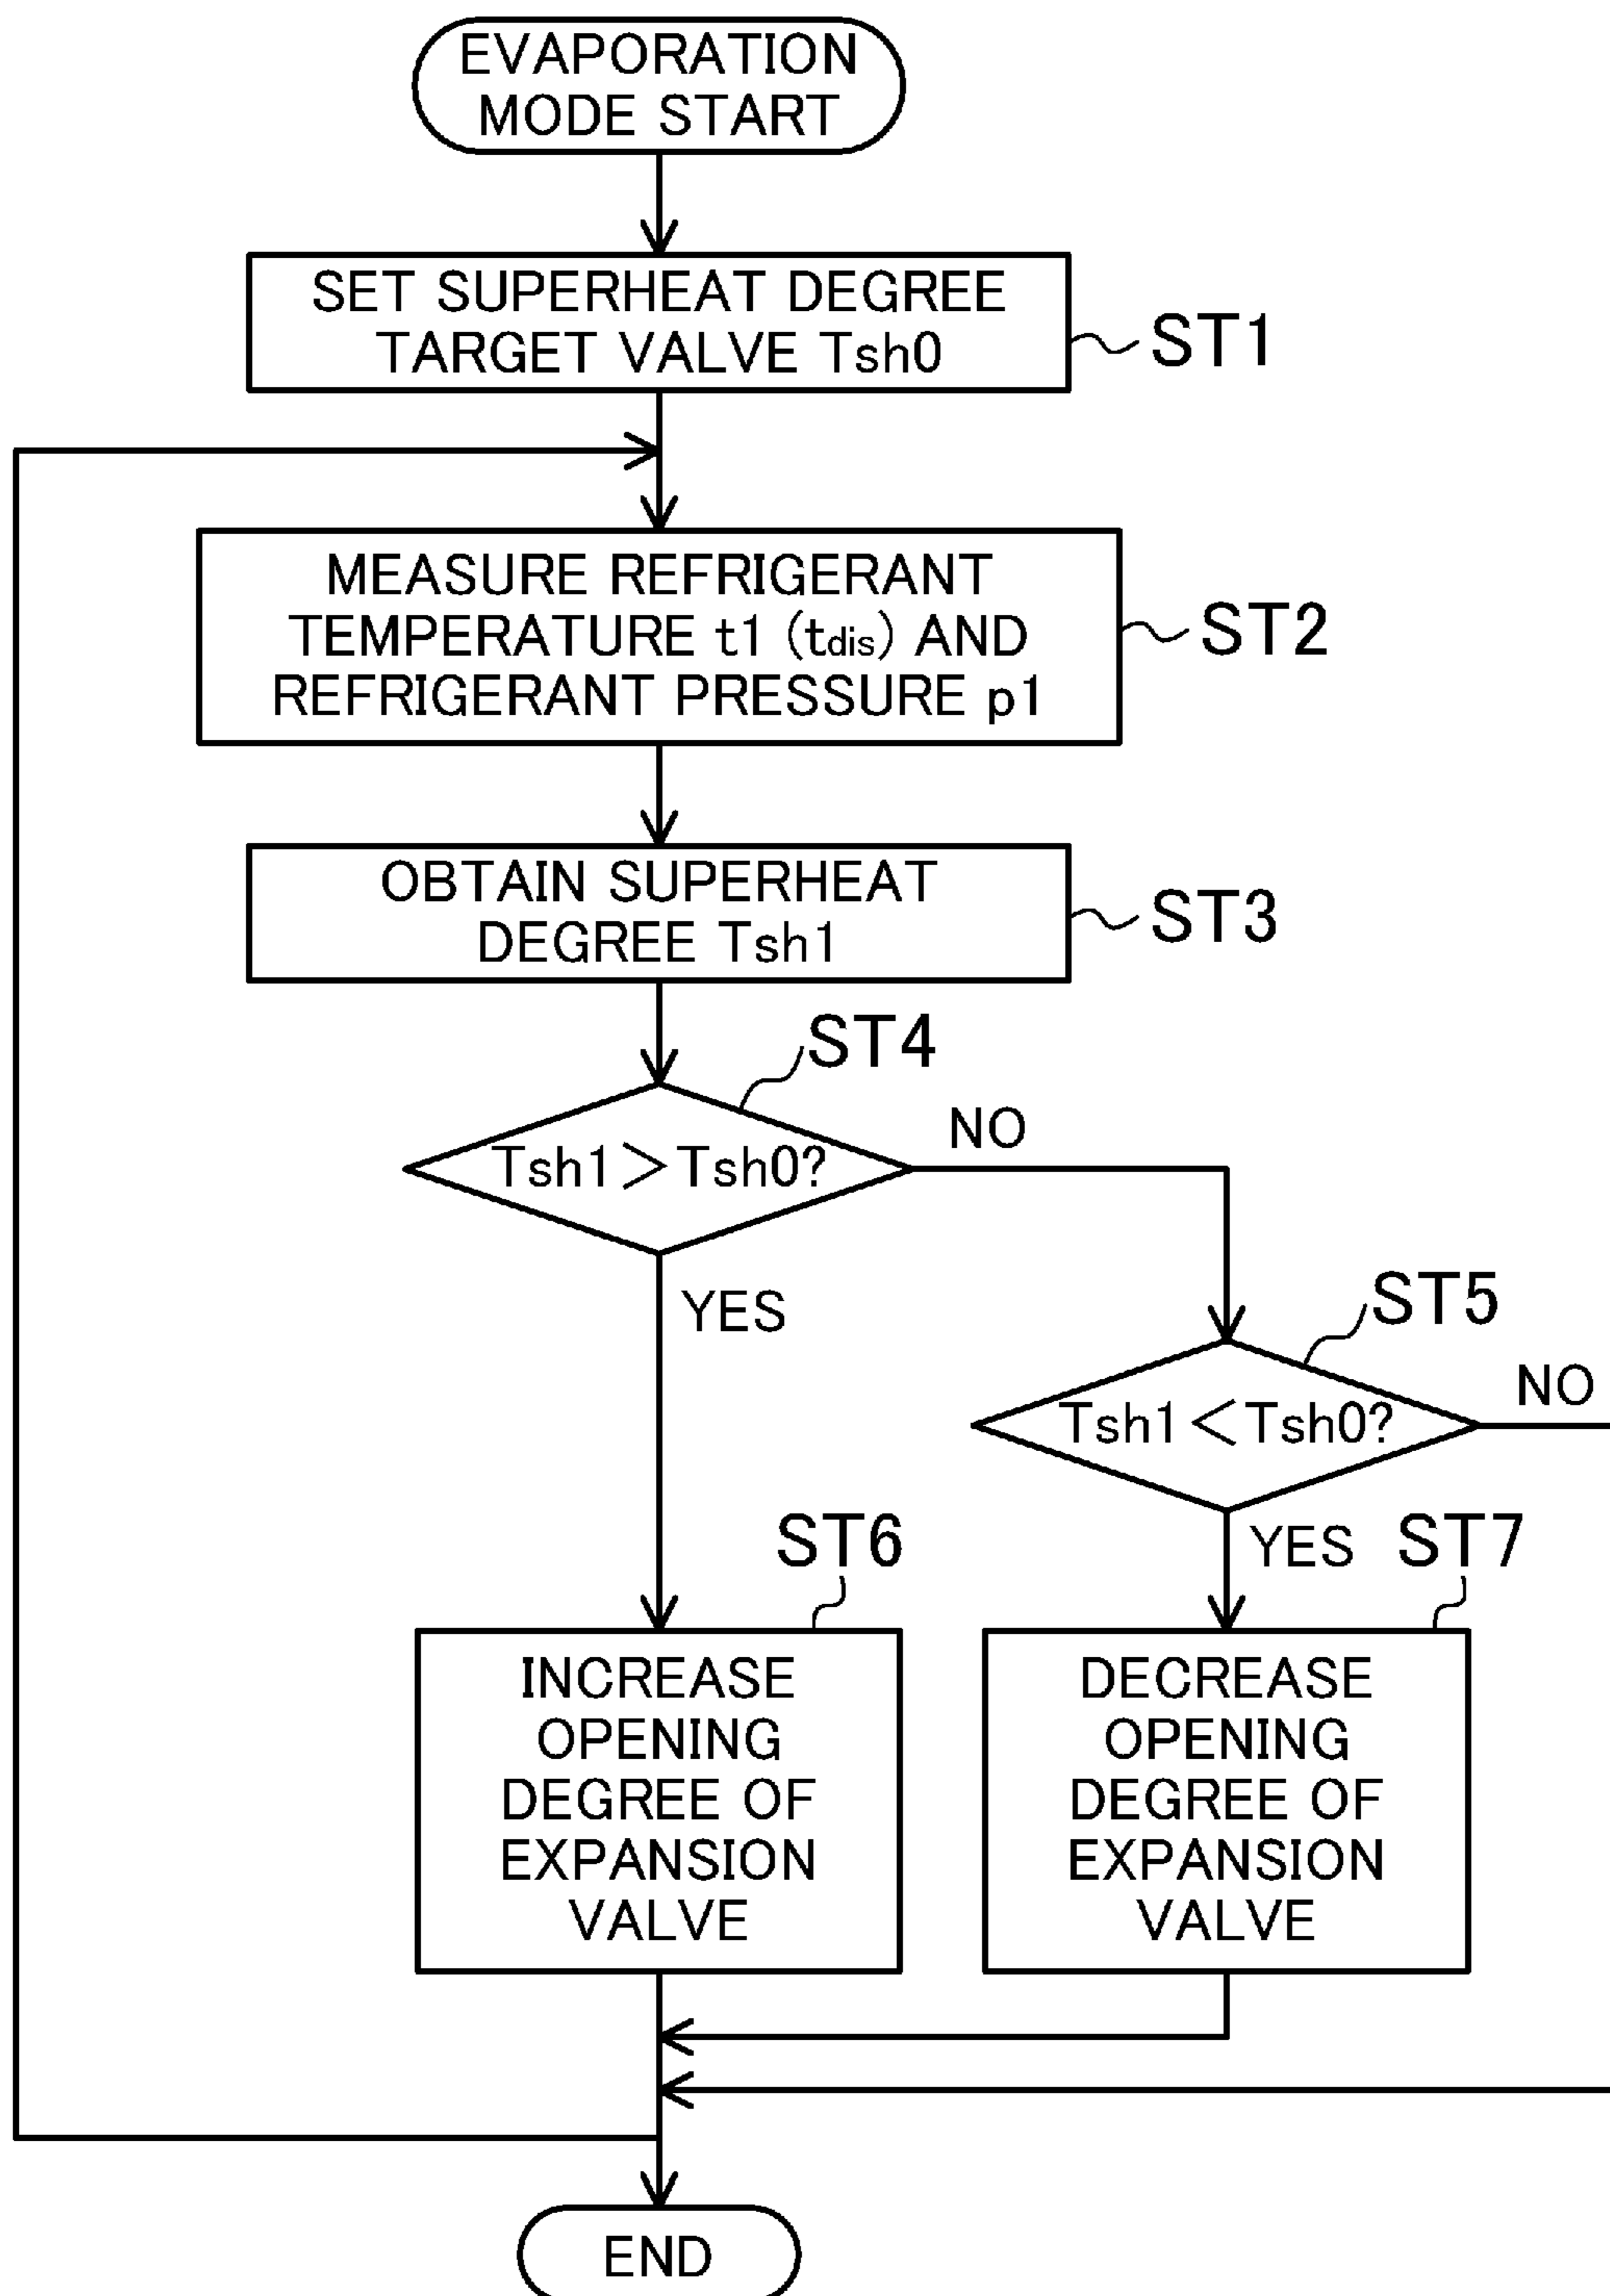 EVAPORATION
MODE START
SET SUPERHEAT DEGREE
TARGET VALVE Tsh0
ST1
MEASURE REFRIGERANT
TEMPERATURE t1 (tdis) AND
REFRIGERANT PRESSURE p1
ST2
OBTAIN SUPERHEAT
DEGREE Tsh1
ST3
ST4
Tsh1>Tsh0?
NO
YES
ST5
Tsh1<Tsh0?
NO
YES
ST6
INCREASE
OPENING
DEGREE OF
EXPANSION
VALVE
ST7
DECREASE
OPENING
DEGREE OF
EXPANSION
VALVE
END